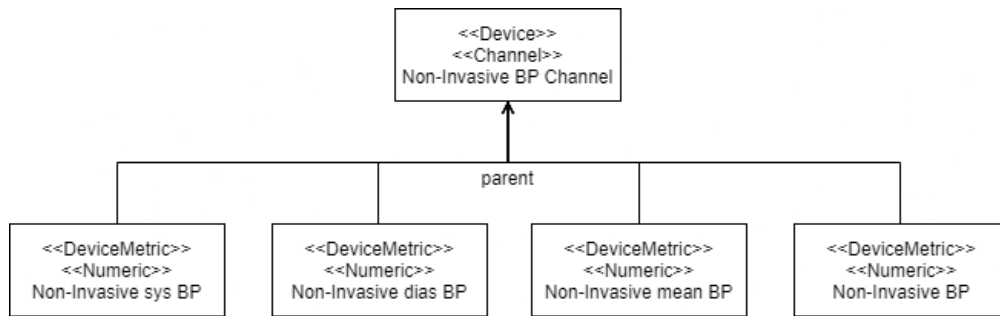 <<Device>>
<<Channel>>
Non-Invasive BP Channel
parent
<<DeviceMetric>>
<<Numeric>>
Non-Invasive sys BP
<<DeviceMetric>>
<<Numeric>>
Non-Invasive dias BP
<<DeviceMetric>>
<<Numeric>>
Non-Invasive mean BP
<<DeviceMetric>>
<<Numeric>>
Non-Invasive BP